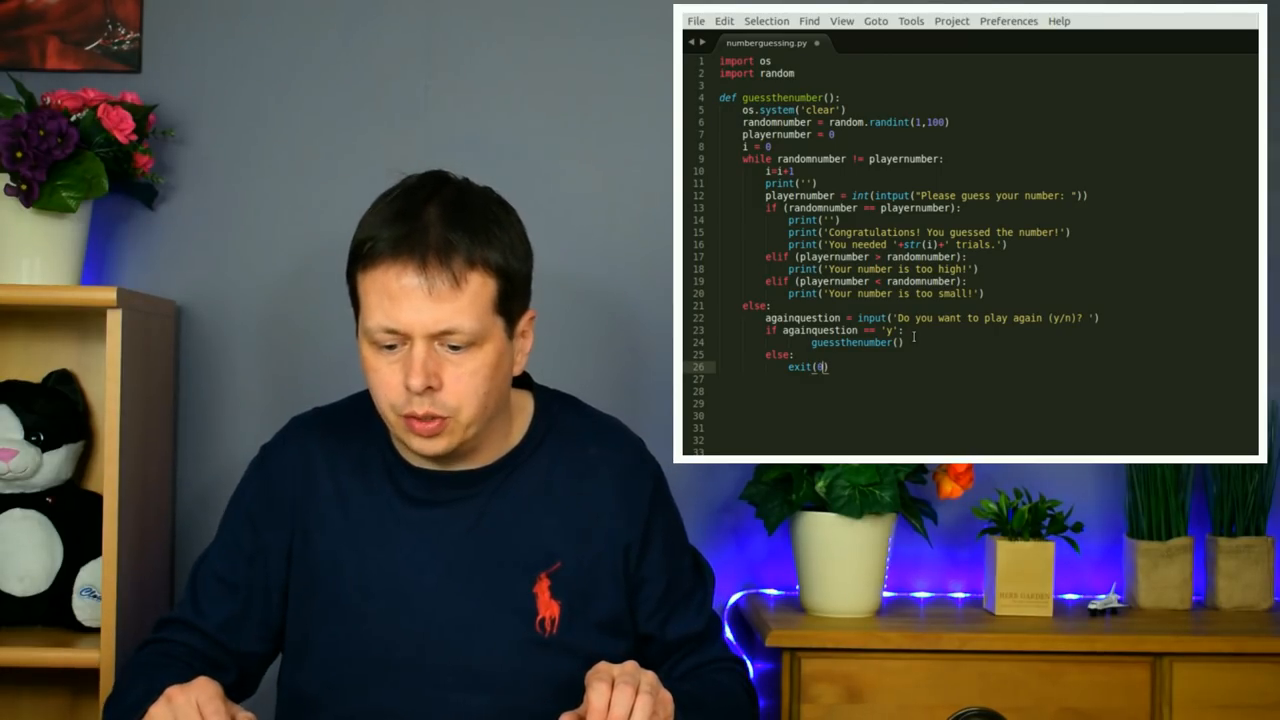 File Edit Selection Find View Goto Tools Project Preferences Help
numberguessing.py
1 import os
2 import random
3
4 def guessthenumber():
5 os.system('clear')
6 randomnumber = random.randint(1,100)
7 playernumber = 0
8 i = 0
9 while randomnumber != playernumber:
10 i=i+1
11 print('')
12 playernumber = int(intput("Please guess your number: "))
13 if (randomnumber == playernumber):
14 print('')
15 print('Congratulations! You guessed the number!')
16 print('You needed '+str(i)+' trials.')
17 elif (playernumber > randomnumber):
18 print('Your number is too high!')
19 elif (playernumber < randomnumber):
20 print('Your number is too small!')
21 else:
22 againquestion = input('Do you want to play again (y/n)? ')
23 if againquestion == 'y':
24 guessthenumber()
25 else:
26 exit(0)
27
28
29
30
31
32
33
HERB GARDEN